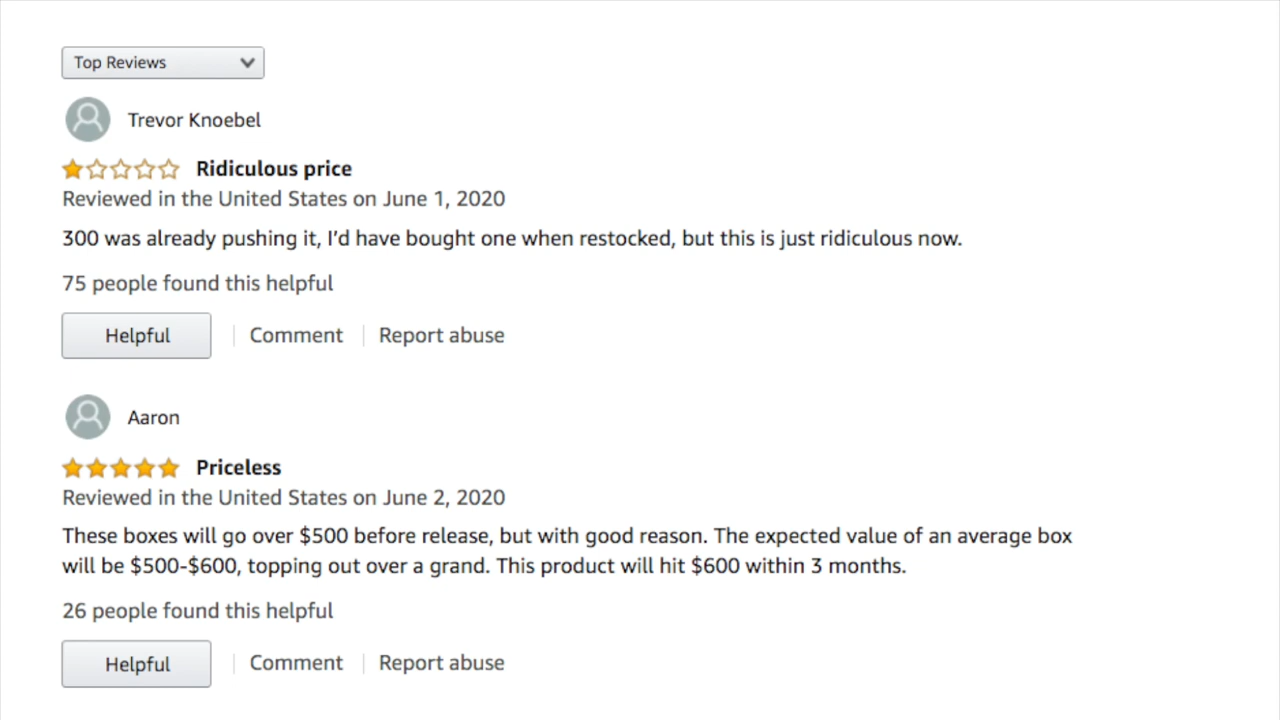 Top Reviews
Trevor Knoebel
Ridiculous price
Reviewed in the United States on June 1, 2020
300 was already pushing it, I'd have bought one when restocked, but this is just ridiculous now.
75 people found this helpful
Helpful Comment Report abuse
Aaron
Priceless
Reviewed in the United States on June 2, 2020
These boxes will go over $500 before release, but with good reason. The expected value of an average box
will be $500-$600, topping out over a grand. This product will hit $600 within 3 months.
26 people found this helpful
Helpful Comment Report abuse